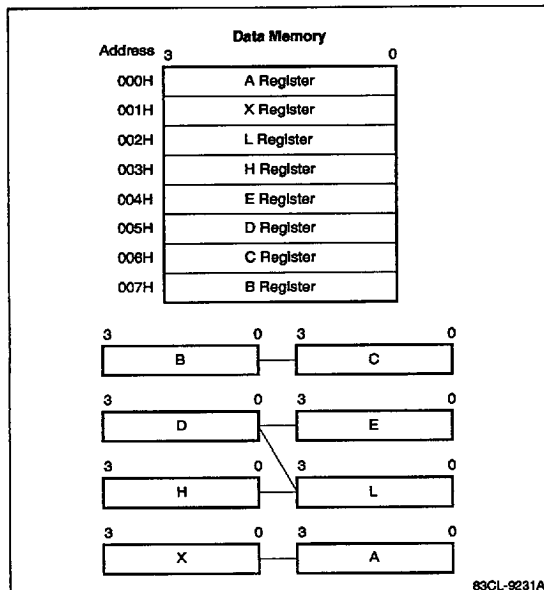 Data Memory
Address 3 0
000H A Register
001H X Register
002H L Register
003H H Register
004H E Register
005H D Register
006H C Register
007H B Register
3 0 3 0
B C
3 0 3 0
D E
3 0 3 0
H L
3 0 3 0
X A
83CL-9231A